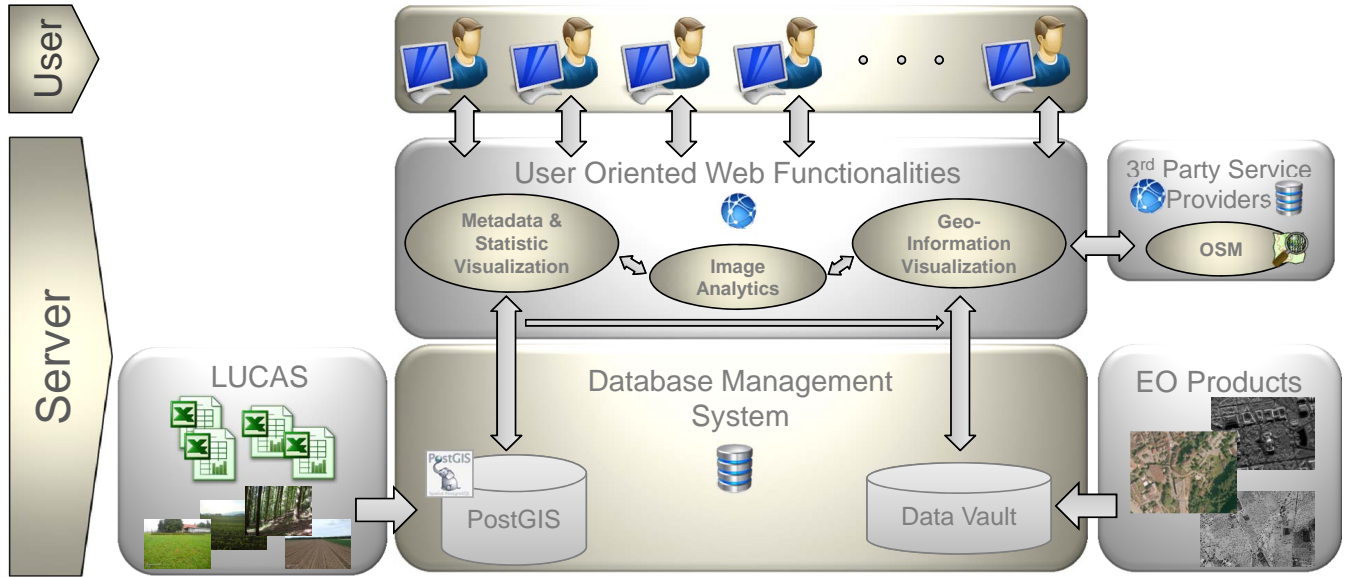 User
User Oriented Web Functionalities
3rd Party Service
Providers
Metadata &
Statistic
Visualization
Image
Analytics
Geo-
Information
Visualization
OSM
Server
LUCAS
Database Management
System
EO Products
PostGIS
PostGIS
Data Vault